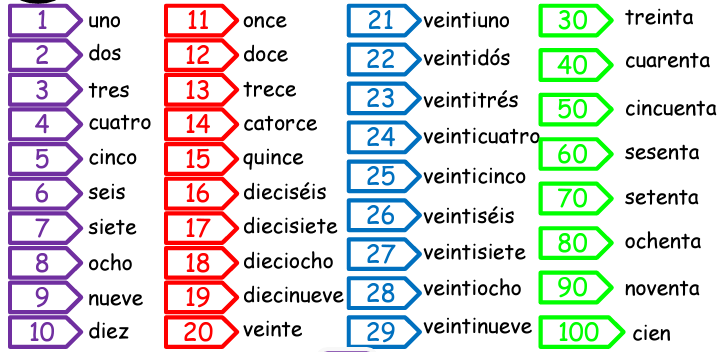 1 uno
2 dos
3 tres
4 cuatro
5 cinco
6 seis
7 siete
8 ocho
9 nueve
10 diez
11 once
12 doce
13 trece
14 catorce
15 quince
16 dieciséis
17 diecisiete
18 dieciocho
19 diecinueve
20 veinte
21 veintiuno
22 veintidós
23 veintitrés
24 veinticuatro
25 veinticinco
26 veintiséis
27 veintisiete
28 veintiocho
29 veintinueve
30 treinta
40 cuarenta
50 cincuenta
60 sesenta
70 setenta
80 ochenta
90 noventa
100 cien